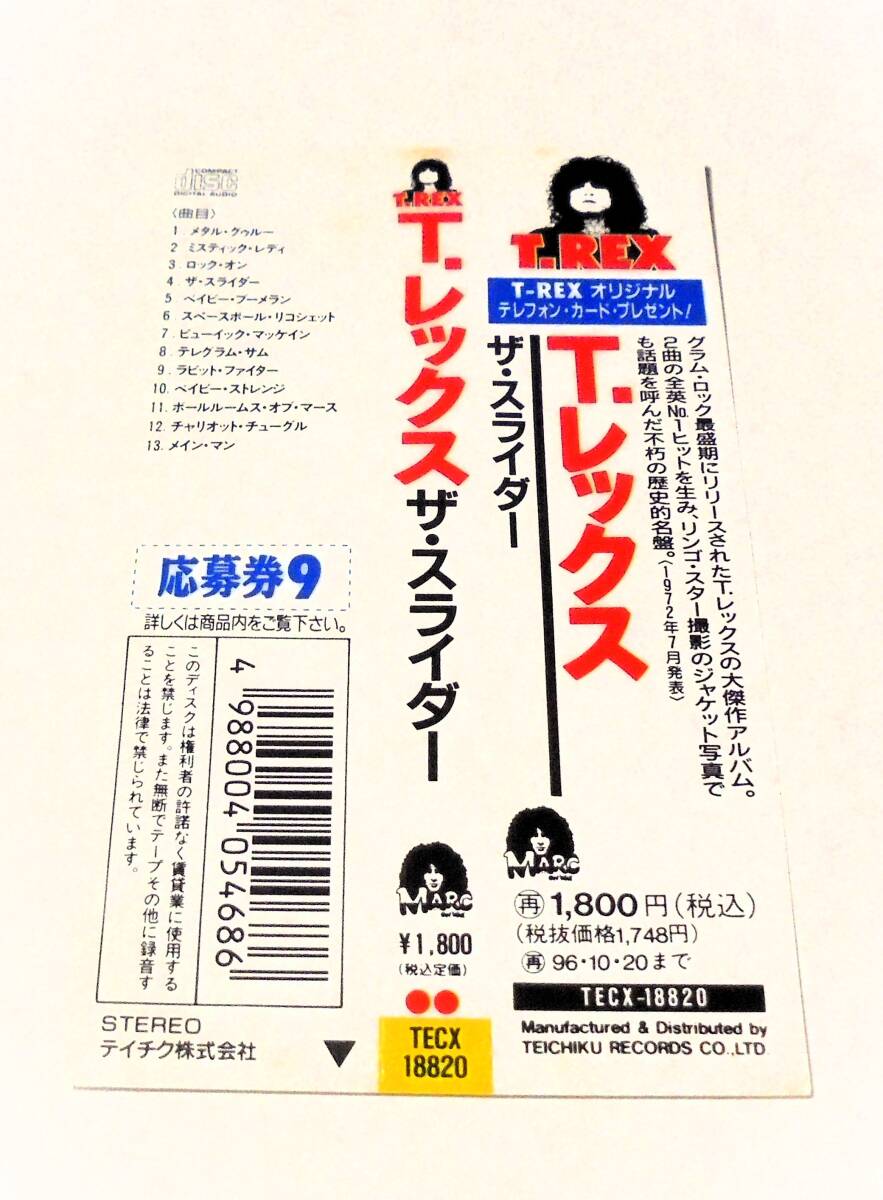 COMPACT
disc
DIGITAL AUDIO
〈曲目〉
1. メタル・グゥルー
2 ミスティック・レディ
3. ロック・オン
4 ザ・スライダー
5 ベイビー・ブーメラン
6 スペースボール・リコシェット
7 ビューイック・マッケイン
8. テレグラム・サム
9. ラビット・ファイター
10. ベイビー・ストレンジ
11. ボールルームス・オブ・マース
12. チャリオット・チューグル
13. メイン・マン
応募券9
詳しくは商品内をご覧下さい。
このディスクは権利者の許諾なく賃貸業に使用する
ことを禁じます。また無断でテープその他に録音す
ることは法律で禁じられています。
4 988004 054686
STEREO
テイチク株式会社
T.REX
T.レックス ザ・スライダー
MARC
¥1,800
(税込定価)
TECX
18820
T.REX
T-REX オリジナル
テレフォン・カード・プレゼント!
グラム・ロック最盛期にリリースされたT.レックスの大傑作アルバム。
2曲の全英No.1ヒットを生み、リンゴ・スター撮影のジャケット写真で
も話題を呼んだ不朽の歴史的名盤。〈1972年7月発表〉
T.レックス
ザ・スライダー
MARC
再 1,800円(税込)
(税抜価格1,748円)
再 96・10・20まで
TECX-18820
Manufactured & Distributed by
TEICHIKU RECORDS CO.,LTD.